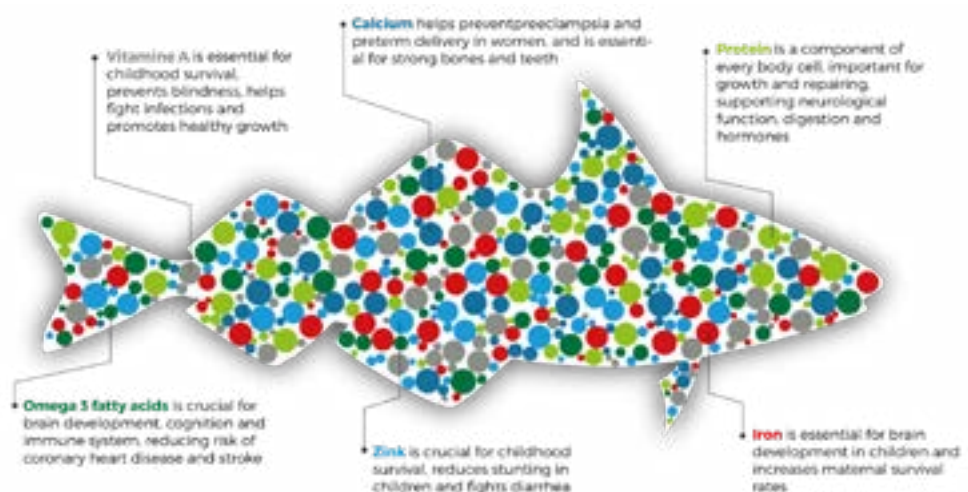 Calcium helps preventpreeclampsia and
preterm delivery in women, and is essenti-
al for strong bones and teeth
Vitamine A is essential for
childhood survival,
prevents blindness, helps
fight infections and
promotes healthy growth
Protein is a component of
every body cell, important for
growth and repairing,
supporting neurological
function, digestion and
hormones
Omega 3 fatty acids is crucial for
brain development, cognition and
immune system, reducing risk of
coronary heart disease and stroke
Zink is crucial for childhood
survival, reduces stunting in
children and fights diarrhea
Iron is essential for brain
development in children and
increases maternal survival
rates